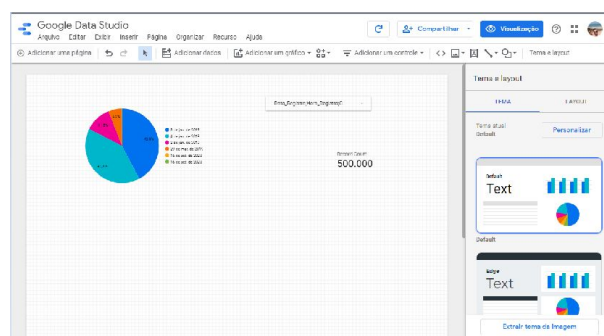 Google Data Studio
Arquivo Editar Exibir Inserir Página Organizar Recurso Ajuda
Compartilhar
Visualização
Adicionar uma página
Adicionar dados
Adicionar um gráfico
Adicionar um controle
Tema e layout
Tema e layout
TEMA
LAYOUT
Tema atual
Default
Personalizar
Record Count
500.000
Default
Text
Default
Edge
Text
Extrair tema da Imagem